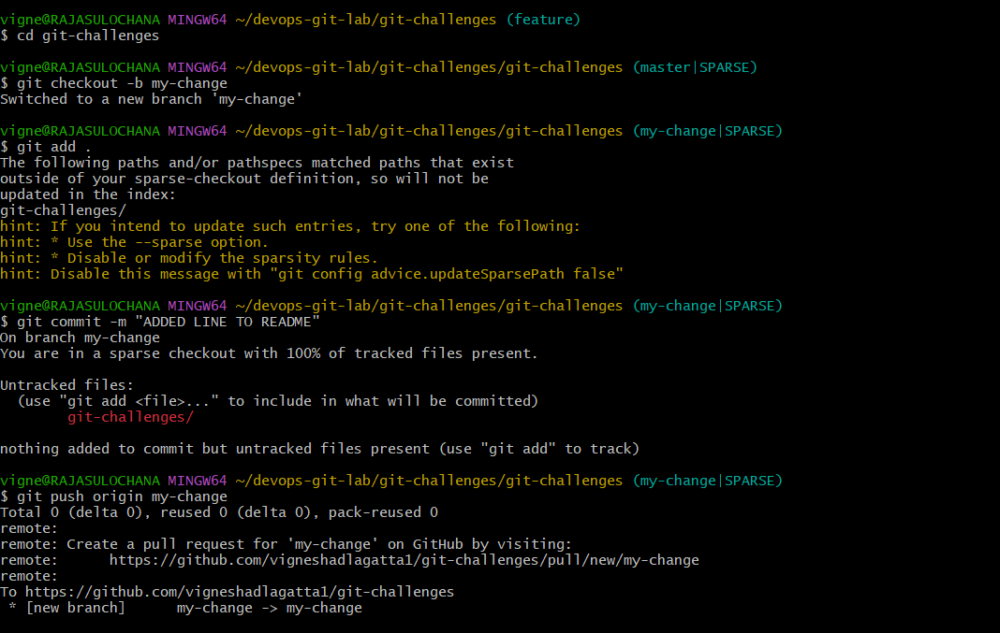 vigne@RAJASULOCHANA MINGW64 ~/devops-git-lab/git-challenges (feature)
$ cd git-challenges
vigne@RAJASULOCHANA MINGW64 ~/devops-git-lab/git-challenges/git-challenges (master|SPARSE)
$ git checkout -b my-change
Switched to a new branch 'my-change'
vigne@RAJASULOCHANA MINGW64 ~/devops-git-lab/git-challenges/git-challenges (my-change|SPARSE)
$ git add .
The following paths and/or pathspecs matched paths that exist
outside of your sparse-checkout definition, so will not be
updated in the index:
git-challenges/
hint: If you intend to update such entries, try one of the following:
hint: * Use the --sparse option.
hint: * Disable or modify the sparsity rules.
hint: Disable this message with "git config advice.updateSparsePath false"
vigne@RAJASULOCHANA MINGW64 ~/devops-git-lab/git-challenges/git-challenges (my-change|SPARSE)
$ git commit -m "ADDED LINE TO README"
On branch my-change
You are in a sparse checkout with 100% of tracked files present.
Untracked files:
  (use "git add <file>..." to include in what will be committed)
        git-challenges/
nothing added to commit but untracked files present (use "git add" to track)
vigne@RAJASULOCHANA MINGW64 ~/devops-git-lab/git-challenges/git-challenges (my-change|SPARSE)
$ git push origin my-change
Total 0 (delta 0), reused 0 (delta 0), pack-reused 0
remote:
remote: Create a pull request for 'my-change' on GitHub by visiting:
remote:      https://github.com/vigneshadlagatta1/git-challenges/pull/new/my-change
remote:
To https://github.com/vigneshadlagatta1/git-challenges
 * [new branch]      my-change -> my-change